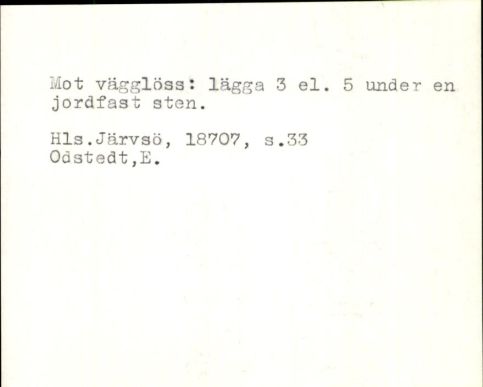 Mot vägglöss: lägga 3 el. 5 under en
jordfast sten.
Hls.Järvsö, 18707, s.33
Odstedt,E.